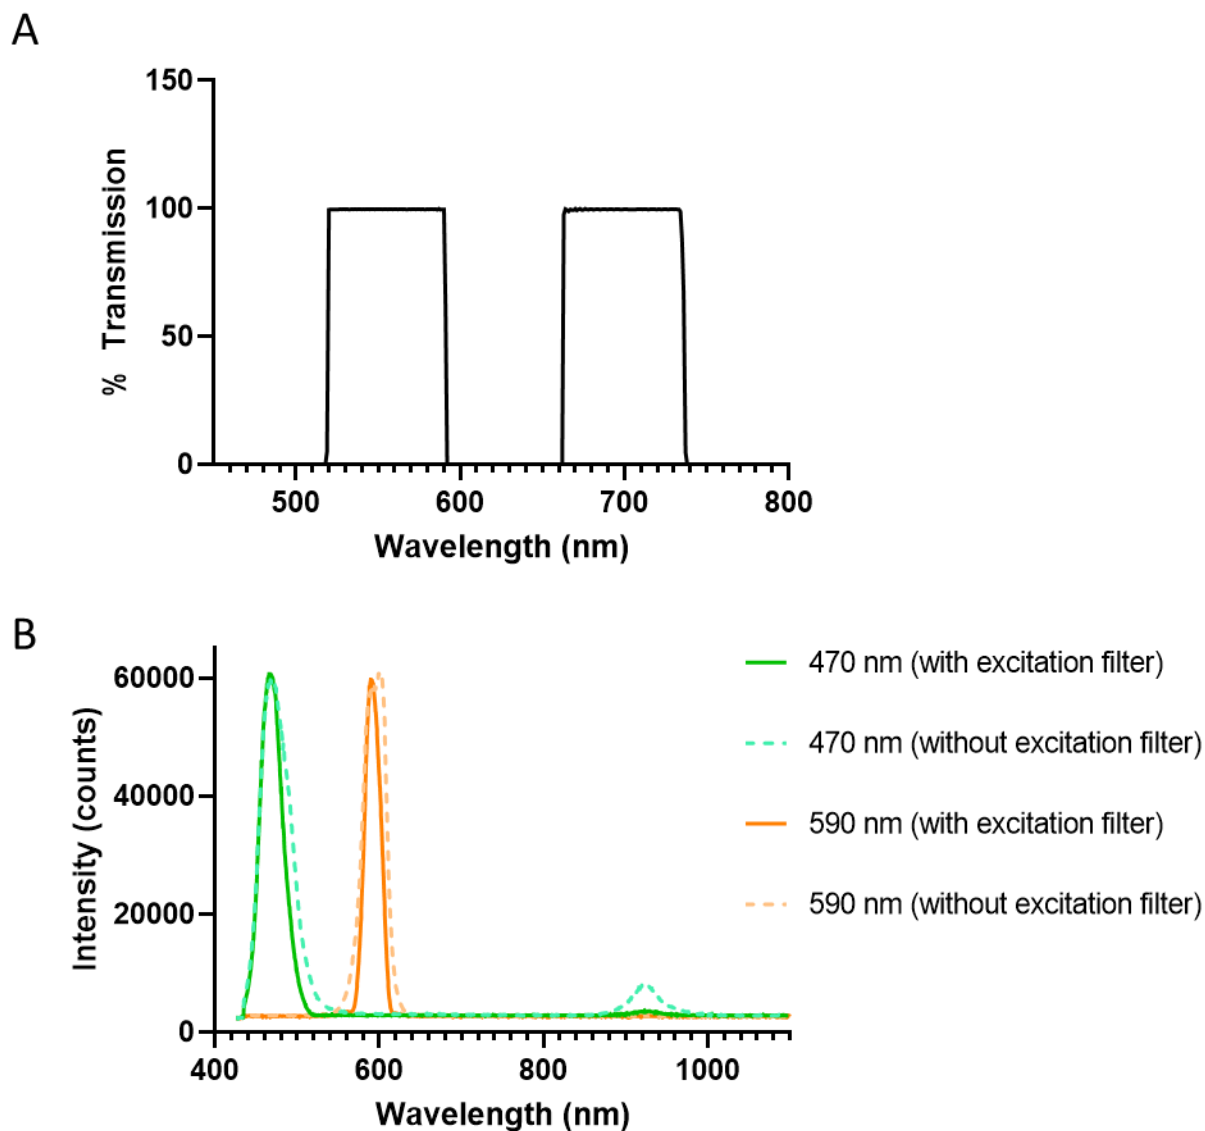 A
150
100
50
0
% Transmission
500 600 700 800
Wavelength (nm)
B
60000
40000
20000
0
Intensity (counts)
400 600 800 1000
Wavelength (nm)
470 nm (with excitation filter)
470 nm (without excitation filter)
590 nm (with excitation filter)
590 nm (without excitation filter)